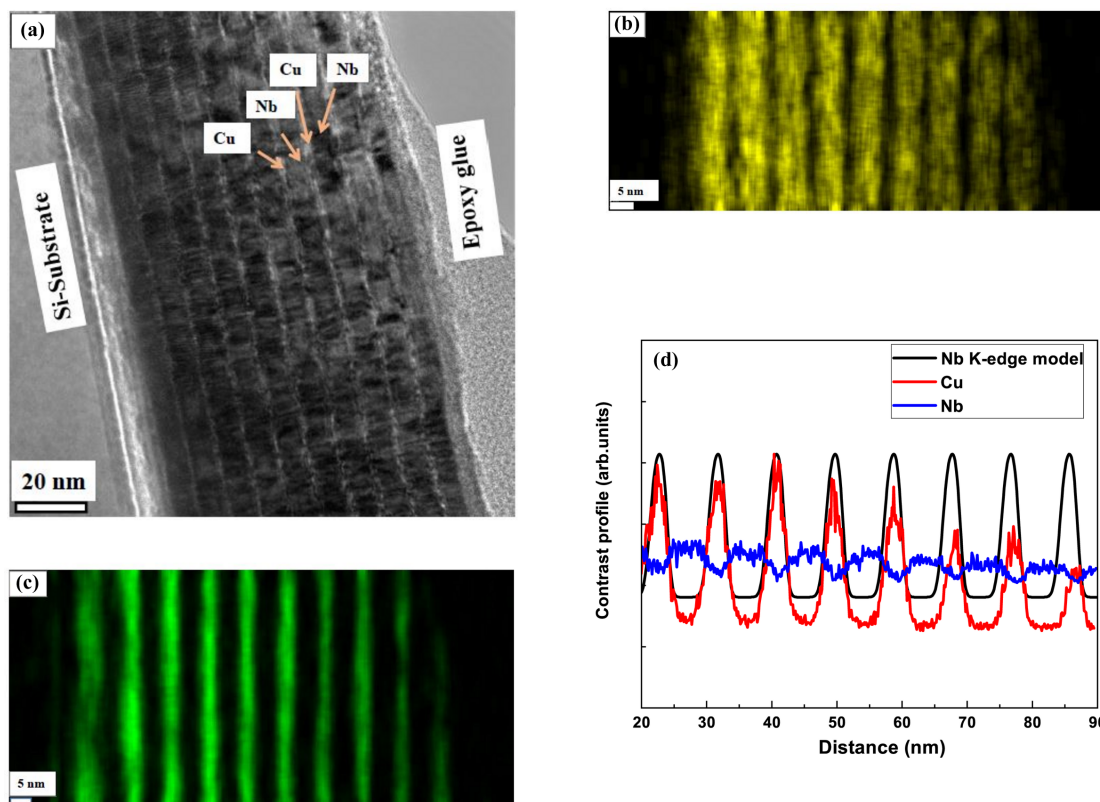 (a)
Cu
Nb
Nb
Cu
Si-Substrate
Epoxy glue
20 nm
(b)
5 nm
(c)
5 nm
(d)
Nb K-edge model
Cu
Nb
Contrast profile (arb.units)
20 30 40 50 60 70 80 90
Distance (nm)